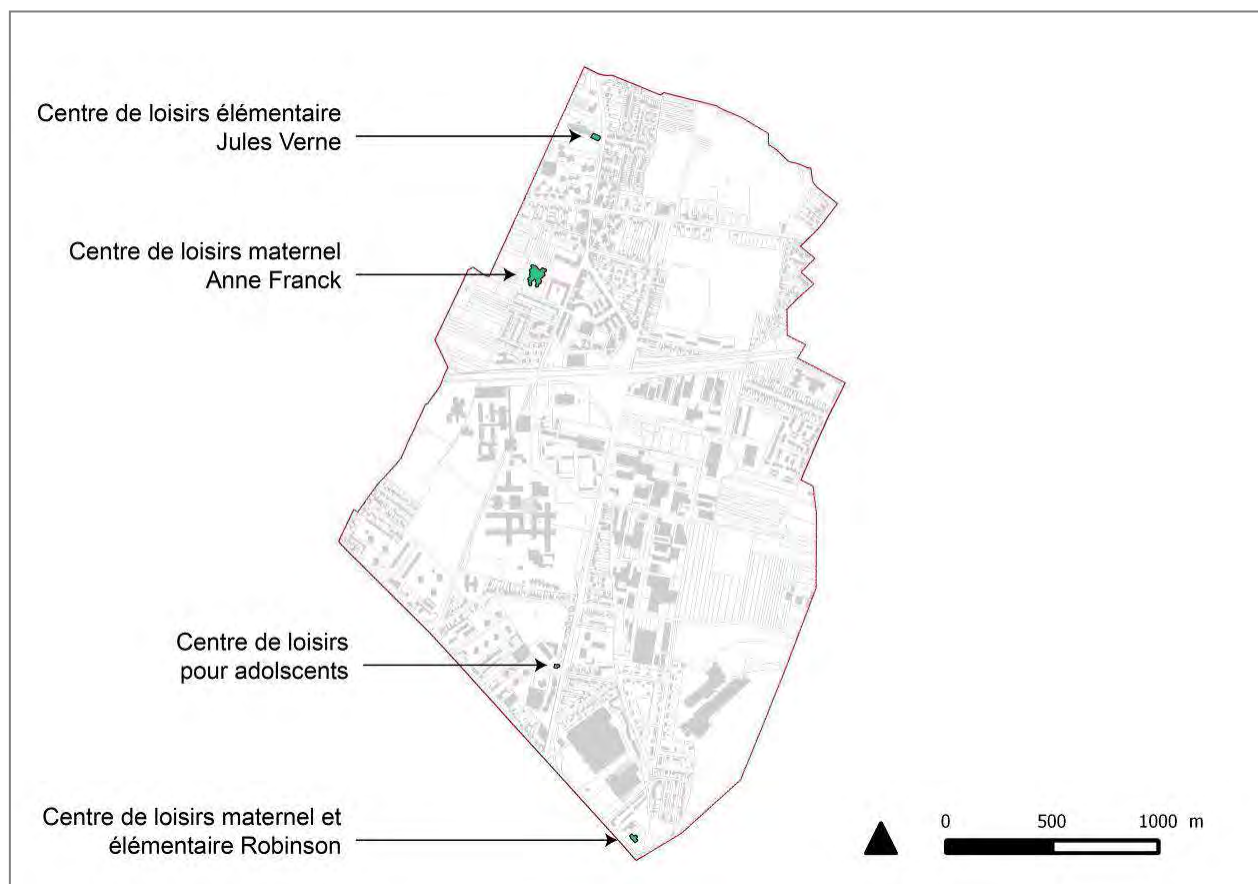 Centre de loisirs élémentaire
Jules Verne
Centre de loisirs maternel
Anne Franck
Centre de loisirs
pour adolscents
Centre de loisirs maternel et
élémentaire Robinson
0 500 1000 m